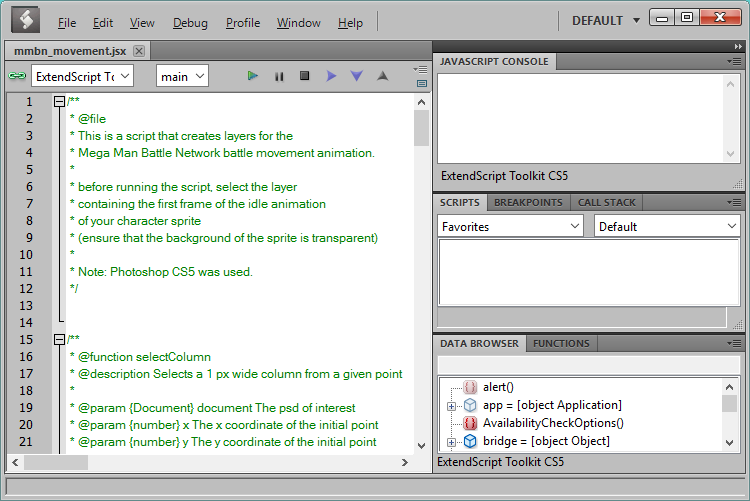 File Edit View Debug Profile Window Help DEFAULT
mmbn_movement.jsx
ExtendScript To main
1 /**
2 * @file
3 * This is a script that creates layers for the
4 * Mega Man Battle Network battle movement animation.
5 *
6 * before running the script, select the layer
7 * containing the first frame of the idle animation
8 * of your character sprite
9 * (ensure that the background of the sprite is transparent)
10 *
11 * Note: Photoshop CS5 was used.
12 */
13
14
15 /**
16 * @function selectColumn
17 * @description Selects a 1 px wide column from a given point
18 *
19 * @param {Document} document The psd of interest
20 * @param {number} x The x coordinate of the initial point
21 * @param {number} y The y coordinate of the initial point
JAVASCRIPT CONSOLE
ExtendScript Toolkit CS5
SCRIPTS BREAKPOINTS CALL STACK
Favorites Default
DATA BROWSER FUNCTIONS
alert()
app = [object Application]
AvailabilityCheckOptions()
bridge = [object Object]
ExtendScript Toolkit CS5